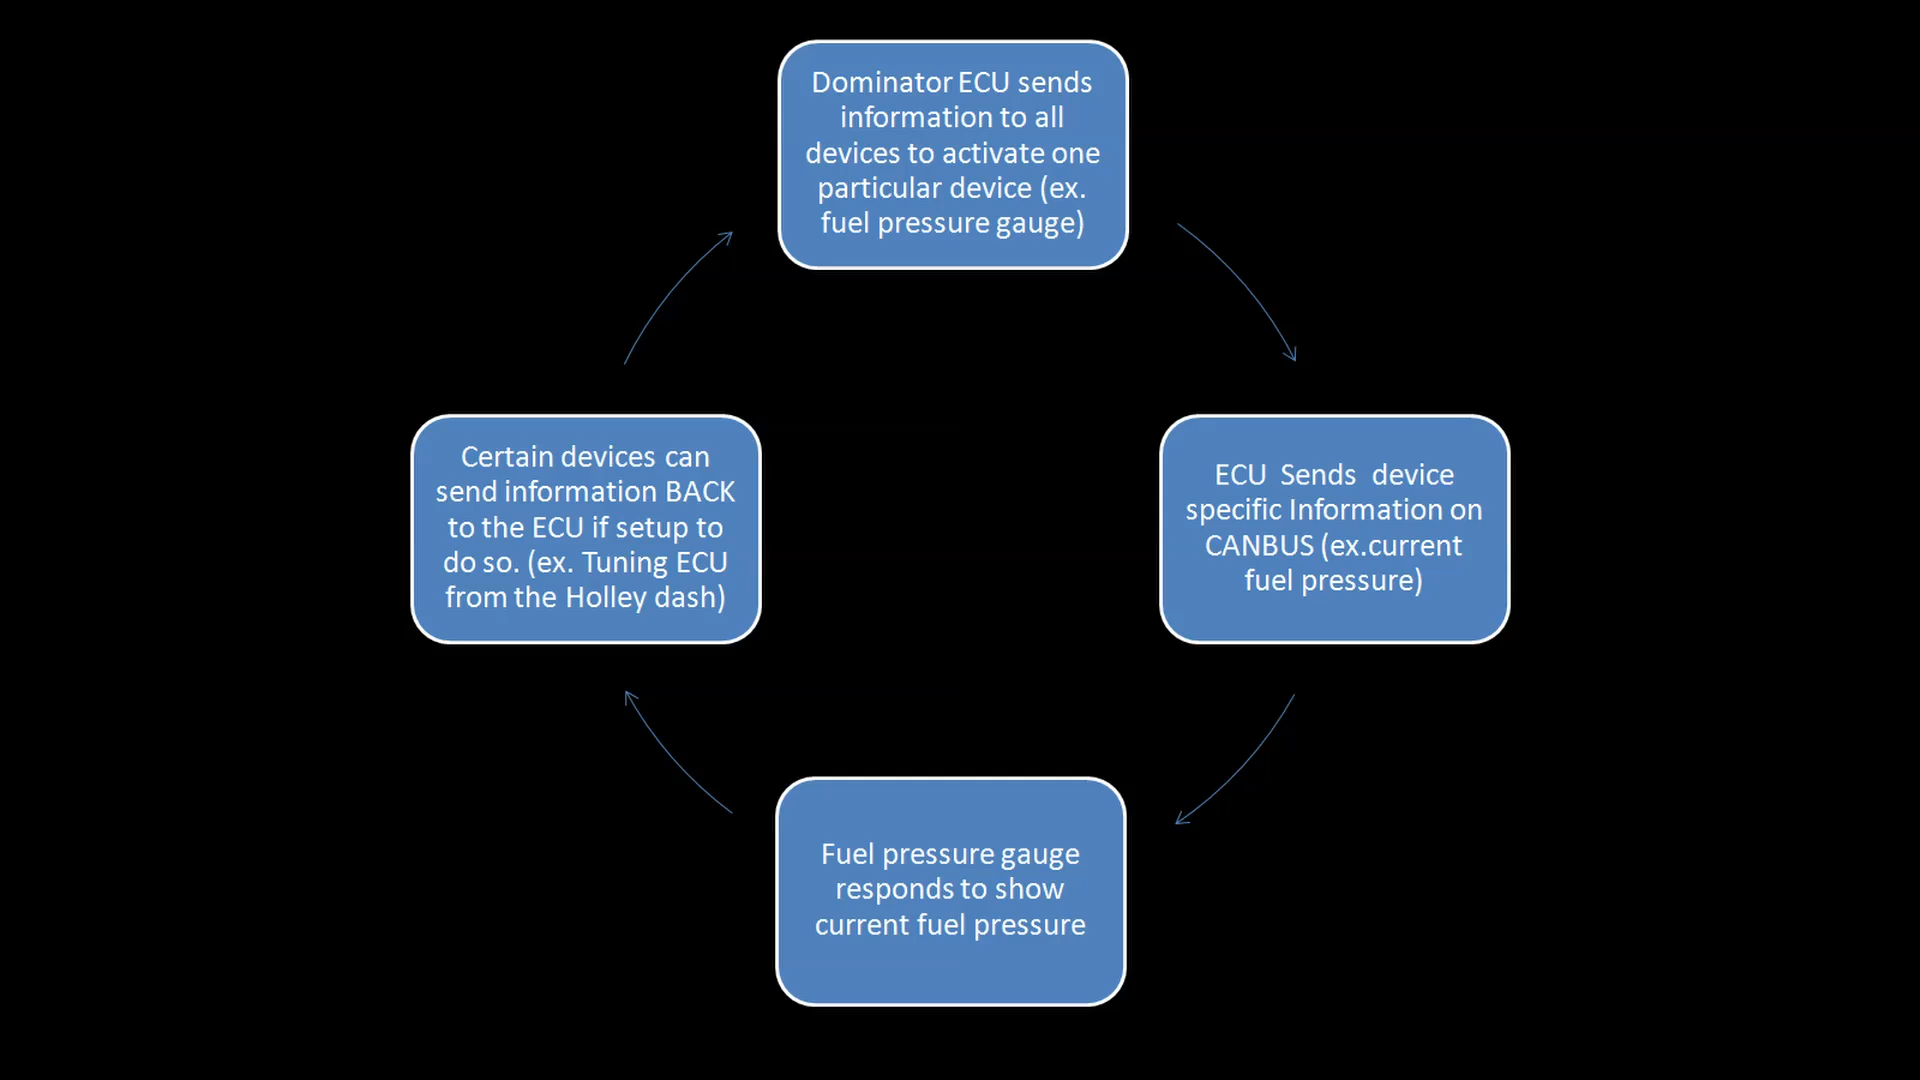 Dominator ECU sends
information to all
devices to activate one
particular device (ex.
fuel pressure gauge)
ECU Sends device
specific Information on
CANBUS (ex.current
fuel pressure)
Fuel pressure gauge
responds to show
current fuel pressure
Certain devices can
send information BACK
to the ECU if setup to
do so. (ex. Tuning ECU
from the Holley dash)